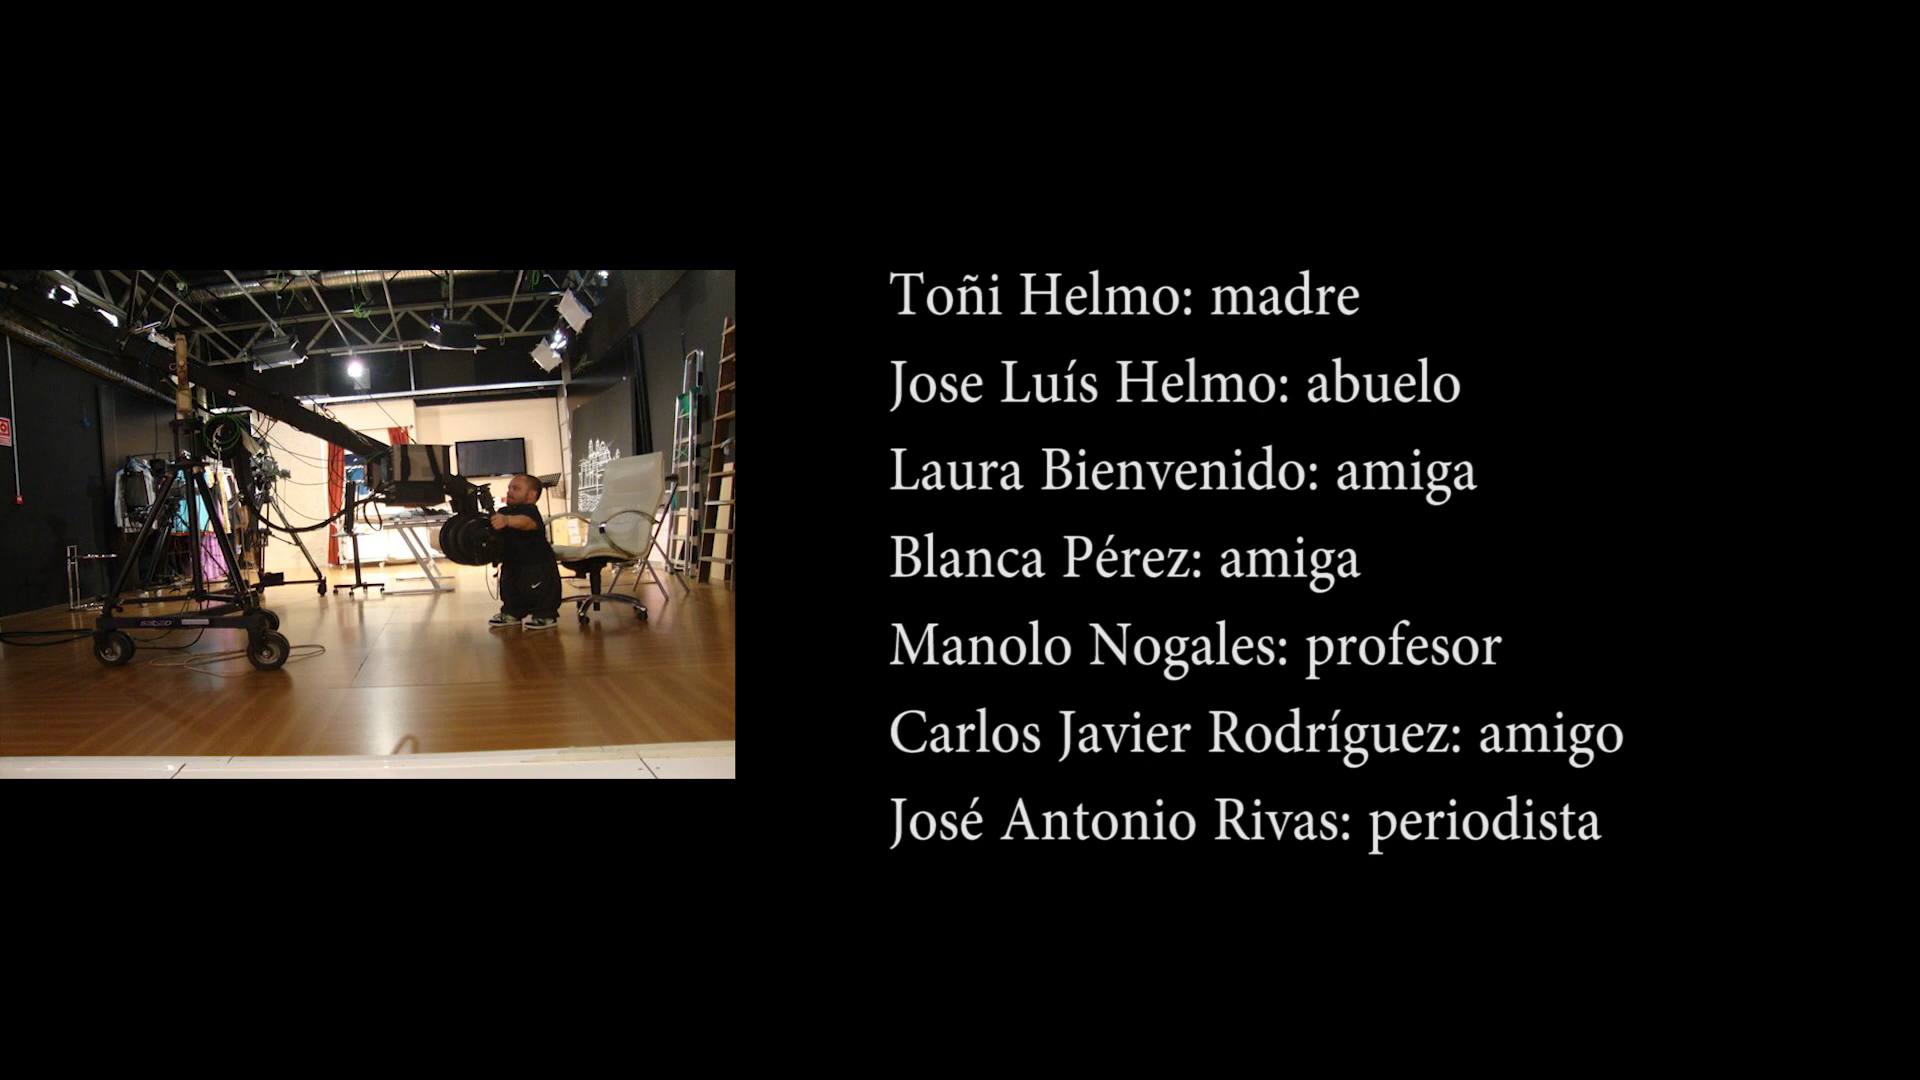 Toñi Helmo: madre
Jose Luís Helmo: abuelo
Laura Bienvenido: amiga
Blanca Pérez: amiga
Manolo Nogales: profesor
Carlos Javier Rodríguez: amigo
José Antonio Rivas: periodista